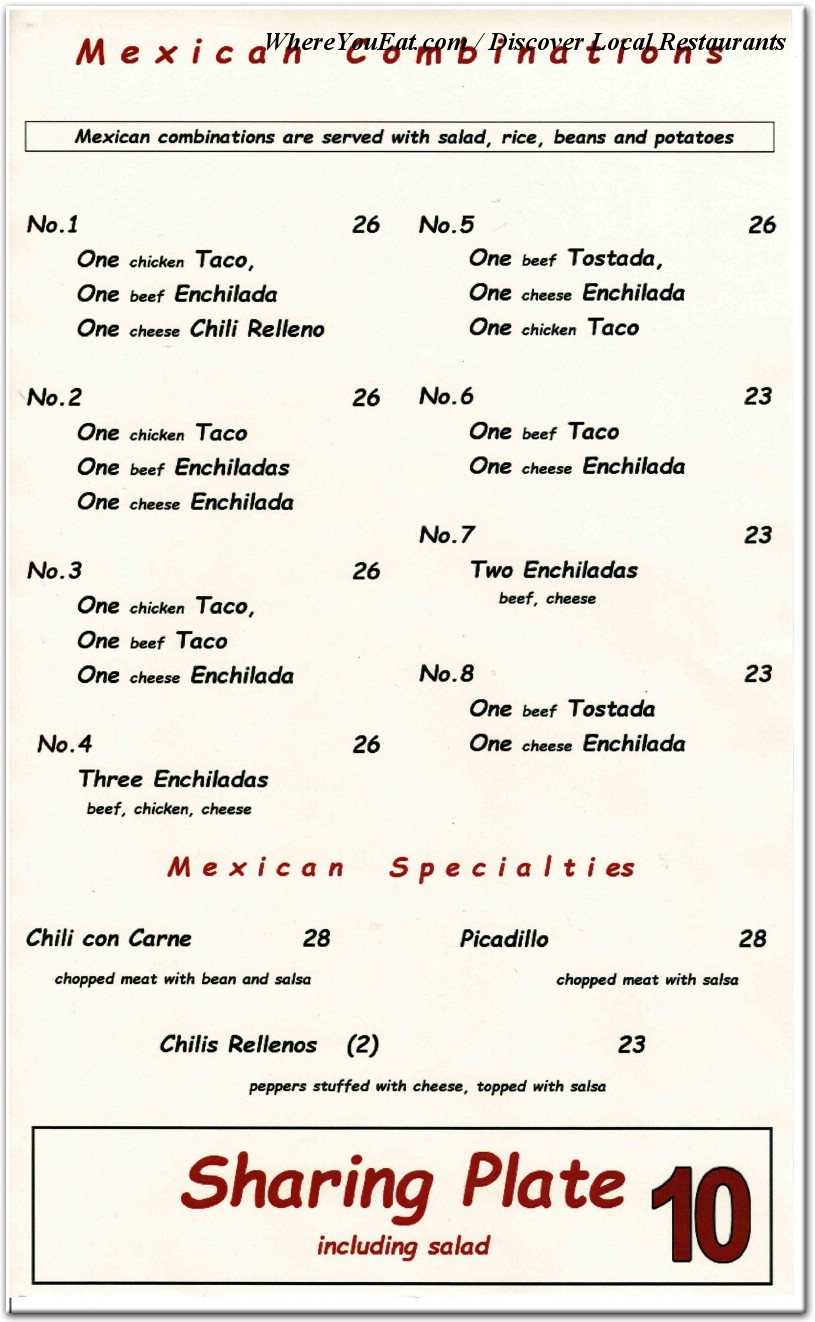 WhereYouEat.com / Discover Local Restaurants
Mexican Combinations
Mexican combinations are served with salad, rice, beans and potatoes
No.1 26
One chicken Taco,
One beef Enchilada
One cheese Chili Relleno
No.2 26
One chicken Taco
One beef Enchiladas
One cheese Enchilada
No.3 26
One chicken Taco,
One beef Taco
One cheese Enchilada
No.4 26
Three Enchiladas
beef, chicken, cheese
No.5 26
One beef Tostada,
One cheese Enchilada
One chicken Taco
No.6 23
One beef Taco
One cheese Enchilada
No.7 23
Two Enchiladas
beef, cheese
No.8 23
One beef Tostada
One cheese Enchilada
Mexican Specialties
Chili con Carne 28
chopped meat with bean and salsa
Picadillo 28
chopped meat with salsa
Chilis Rellenos (2) 23
peppers stuffed with cheese, topped with salsa
Sharing Plate 10
including salad